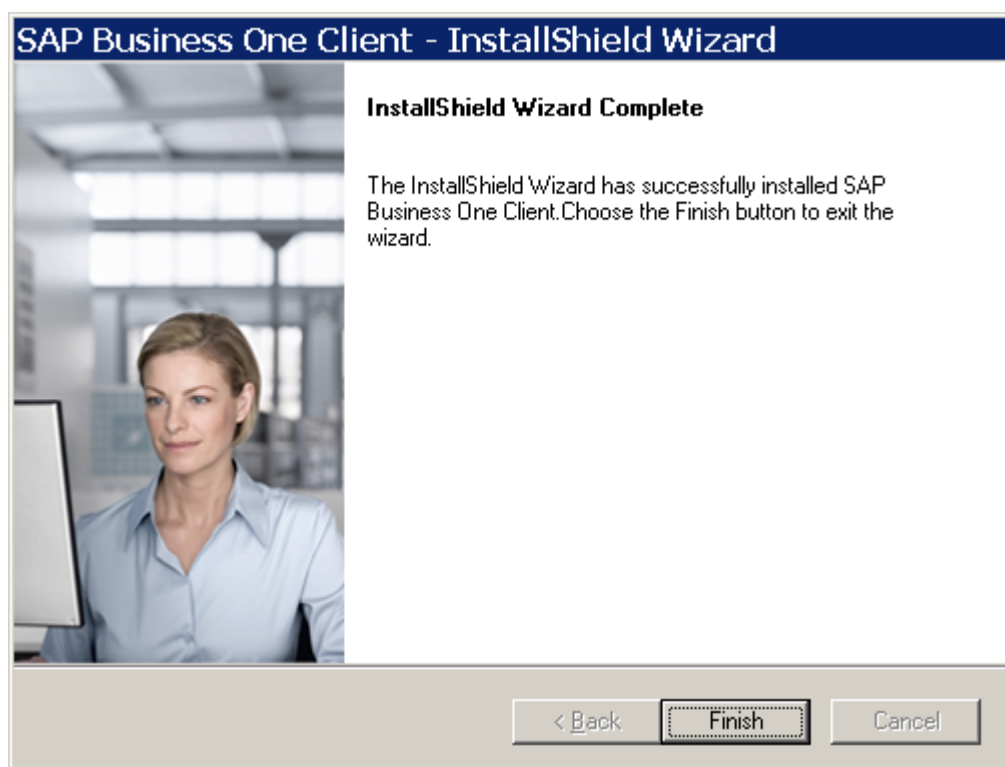 SAP Business One Client - InstallShield Wizard
InstallShield Wizard Complete
The InstallShield Wizard has successfully installed SAP
Business One Client.Choose the Finish button to exit the
wizard.
< Back
Finish
Cancel